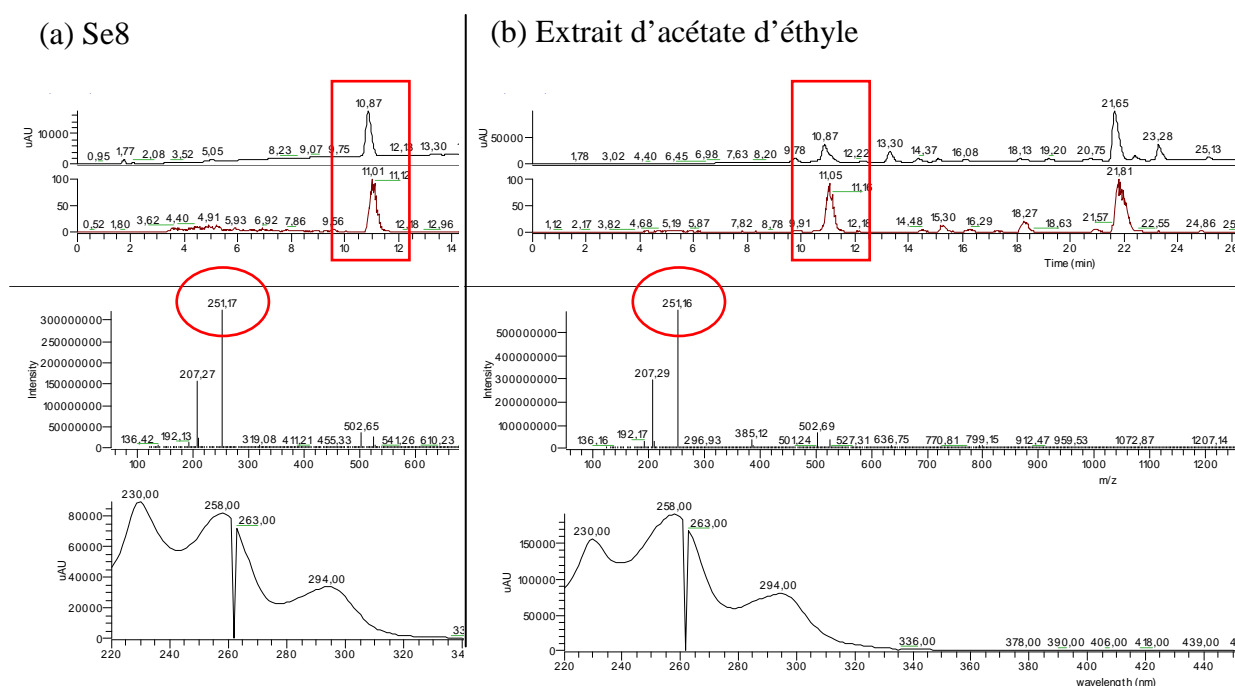 (a) Se8
10,87
10000
uAU
0
0,95 1,77 2,08 3,52 5,05 8,23 9,07 9,75 12,13 13,30
100
50
0
11,01
11,12
0,52 1,80 3,62 4,40 4,91 5,93 6,92 7,86 9,56 12,18 12,96
0 2 4 6 8 10 12 14
251,17
300000000
250000000
200000000
150000000
100000000
50000000
0
Intensity
207,27
136,42 192,13 319,08 411,21 455,33 502,65 541,26 610,23
100 200 300 400 500 600
230,00
258,00
263,00
294,00
80000
60000
40000
20000
0
uAU
220 240 260 280 300 320
(b) Extrait d’acétate d’éthyle
21,65
50000
uAU
0
1,78 3,02 4,40 6,45 6,98 7,63 8,20 9,78 10,87 12,22 13,30 14,37 16,08 18,13 19,20 20,75 23,28 25,13
100
50
0
11,05
11,16
21,81
1,12 2,17 3,82 4,68 5,19 5,87 7,82 8,78 9,91 12,18 14,48 15,30 16,29 18,27 18,63 21,57 22,55 24,86
0 2 4 6 8 10 12 14 16 18 20 22 24 26
Time (min)
251,16
500000000
400000000
300000000
200000000
100000000
0
Intensity
207,29
136,16 192,17 296,93 385,12 501,24 502,69 527,31 636,75 770,81 799,15 912,47 959,53 1072,87 1207,14
100 200 300 400 500 600 700 800 900 1000 1100 1200
m/z
230,00
258,00
263,00
294,00
150000
100000
50000
0
uAU
336,00 378,00 390,00 406,00 418,00 439,00
220 240 260 280 300 320 340 360 380 400 420 440
wavelength (nm)